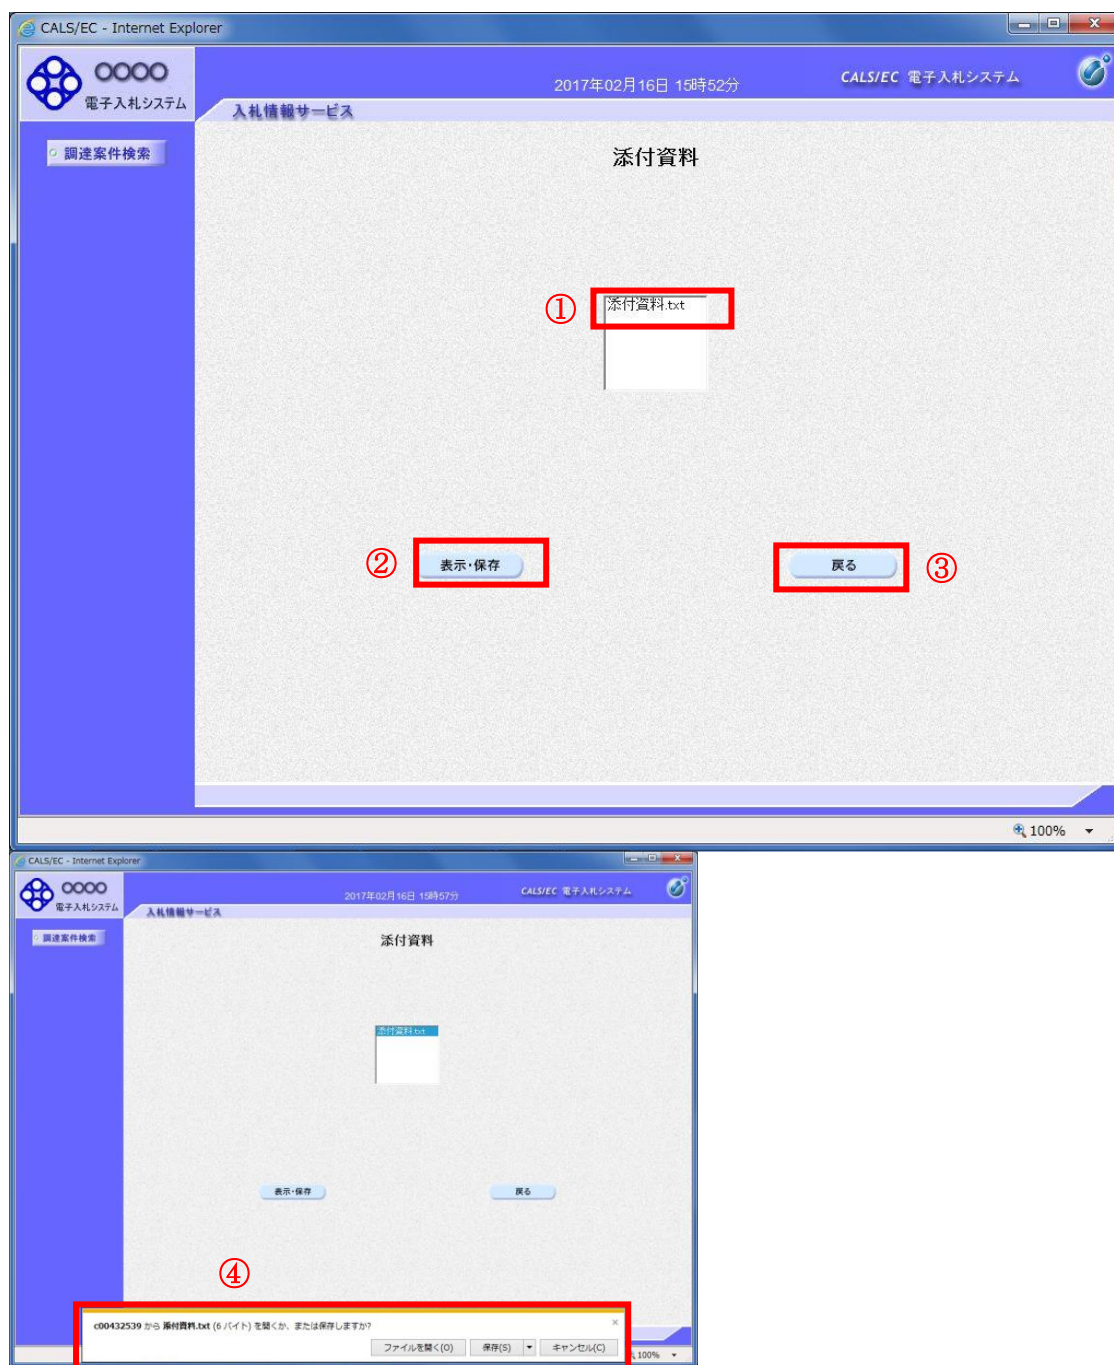 CALS/EC - Internet Explorer
○○○○
電子入札システム
2017年02月16日 15時52分
CALS/EC 電子入札システム
入札情報サービス
調達案件検索
添付資料
① 添付資料.txt
② 表示・保存
戻る ③
100%
CALS/EC - Internet Explorer
○○○○
電子入札システム
2017年02月16日 15時57分
CALS/EC 電子入札システム
入札情報サービス
調達案件検索
添付資料
添付資料.txt
表示・保存
戻る
④
c00432539 から 添付資料.txt (6 バイト) を開くか、または保存しますか?
×
ファイルを開く(O) 保存(S) ▼ キャンセル(C)
100%